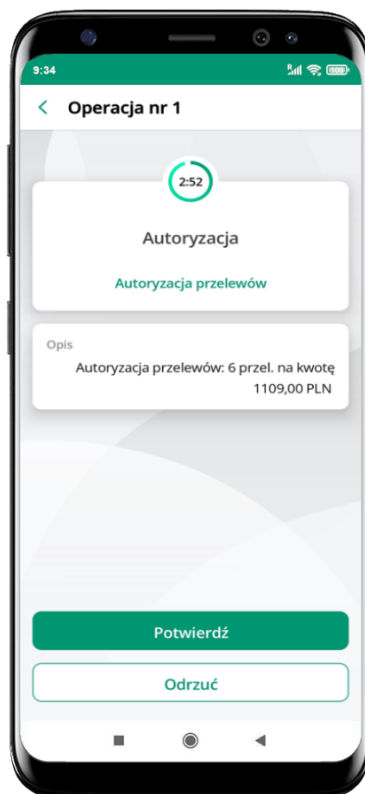 9:34
Operacja nr 1
2:52
Autoryzacja
Autoryzacja przelewów
Opis
Autoryzacja przelewów: 6 przel. na kwotę
1109,00 PLN
Potwierdź
Odrzuć